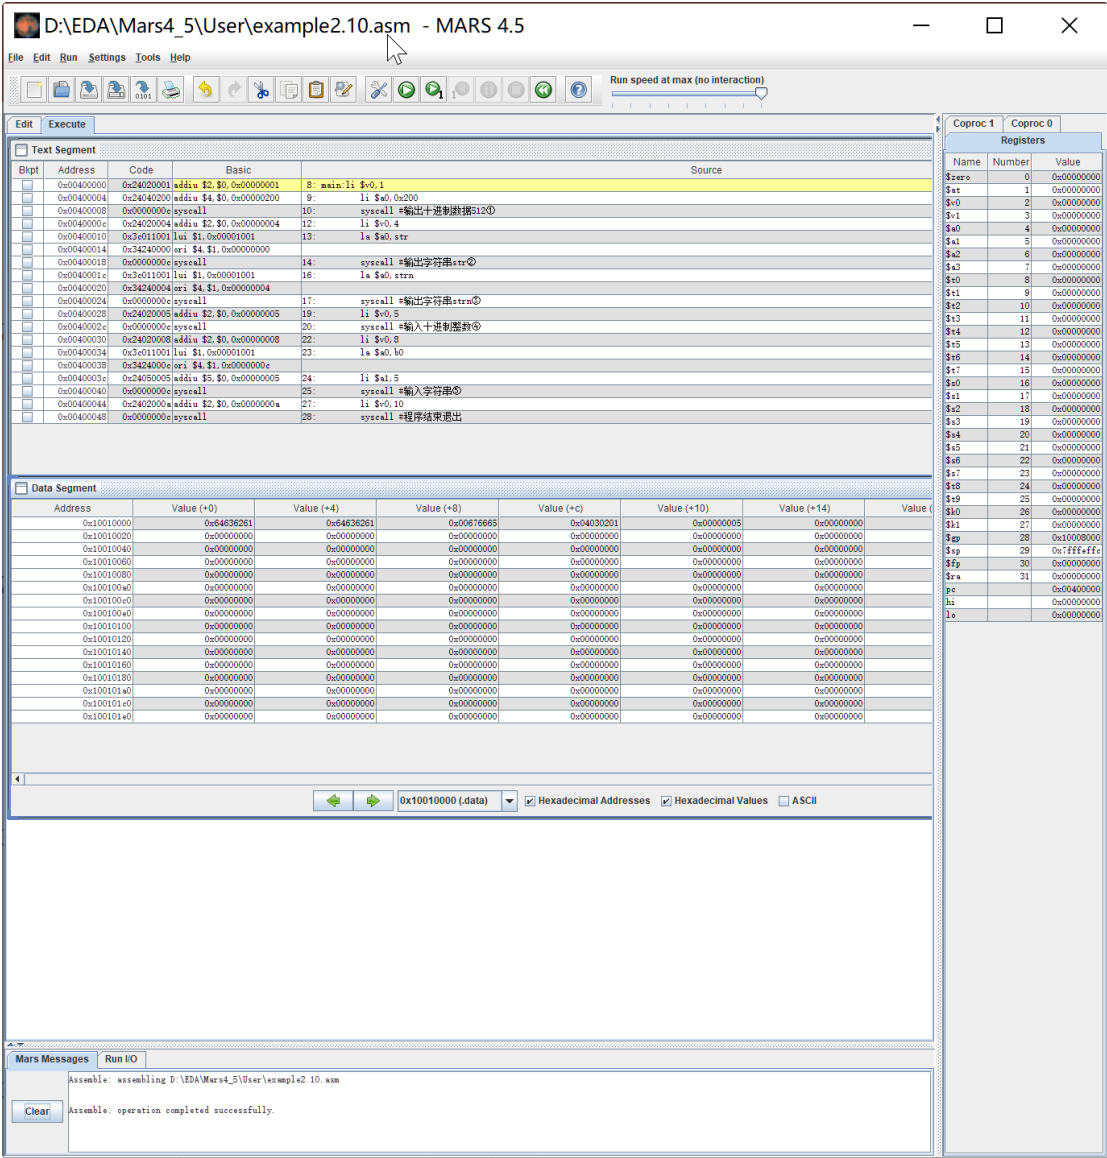 D:\EDA\Mars4_5\User\example2.10.asm - MARS 4.5
File Edit Run Settings Tools Help
Run speed at max (no interaction)
Edit Execute
Text Segment
Bkpt Address Code Basic Source
0x00400000 0x24020001 addiu $2,$0,0x00000001 8: main:li $v0,1
0x00400004 0x24040200 addiu $4,$0,0x00000200 9: li $a0,0x200
0x00400008 0x0000000c syscall 10: syscall #输出十进制数据512①
0x0040000c 0x24020004 addiu $2,$0,0x00000004 12: li $v0,4
0x00400010 0x3c011001 lui $1,0x00001001 13: la $a0,str
0x00400014 0x34240000 ori $4,$1,0x00000000
0x00400018 0x0000000c syscall 14: syscall #输出字符串str②
0x0040001c 0x3c011001 lui $1,0x00001001 16: la $a0,strn
0x00400020 0x34240004 ori $4,$1,0x00000004
0x00400024 0x0000000c syscall 17: syscall #输出字符串strn③
0x00400028 0x24020005 addiu $2,$0,0x00000005 19: li $v0,5
0x0040002c 0x0000000c syscall 20: syscall #输入十进制整数④
0x00400030 0x24020008 addiu $2,$0,0x00000008 22: li $v0,8
0x00400034 0x3c011001 lui $1,0x00001001 23: la $a0,b0
0x00400038 0x3424000c ori $4,$1,0x0000000c
0x0040003c 0x24050005 addiu $5,$0,0x00000005 24: li $a1,5
0x00400040 0x0000000c syscall 25: syscall #输入字符串⑤
0x00400044 0x2402000a addiu $2,$0,0x0000000a 27: li $v0,10
0x00400048 0x0000000c syscall 28: syscall #程序结束退出
Data Segment
Address Value (+0) Value (+4) Value (+8) Value (+c) Value (+10) Value (+14) Value (
0x10010000 0x64636261 0x64636261 0x00676665 0x04030201 0x00000005 0x00000000
0x10010020 0x00000000 0x00000000 0x00000000 0x00000000 0x00000000 0x00000000
0x10010040 0x00000000 0x00000000 0x00000000 0x00000000 0x00000000 0x00000000
0x10010060 0x00000000 0x00000000 0x00000000 0x00000000 0x00000000 0x00000000
0x10010080 0x00000000 0x00000000 0x00000000 0x00000000 0x00000000 0x00000000
0x100100a0 0x00000000 0x00000000 0x00000000 0x00000000 0x00000000 0x00000000
0x100100c0 0x00000000 0x00000000 0x00000000 0x00000000 0x00000000 0x00000000
0x100100e0 0x00000000 0x00000000 0x00000000 0x00000000 0x00000000 0x00000000
0x10010100 0x00000000 0x00000000 0x00000000 0x00000000 0x00000000 0x00000000
0x10010120 0x00000000 0x00000000 0x00000000 0x00000000 0x00000000 0x00000000
0x10010140 0x00000000 0x00000000 0x00000000 0x00000000 0x00000000 0x00000000
0x10010160 0x00000000 0x00000000 0x00000000 0x00000000 0x00000000 0x00000000
0x10010180 0x00000000 0x00000000 0x00000000 0x00000000 0x00000000 0x00000000
0x100101a0 0x00000000 0x00000000 0x00000000 0x00000000 0x00000000 0x00000000
0x100101c0 0x00000000 0x00000000 0x00000000 0x00000000 0x00000000 0x00000000
0x100101e0 0x00000000 0x00000000 0x00000000 0x00000000 0x00000000 0x00000000
0x10010000 (.data) Hexadecimal Addresses Hexadecimal Values ASCII
Mars Messages Run I/O
Assemble: assembling D:\EDA\Mars4_5\User\example2.10.asm
Clear
Assemble: operation completed successfully.
Coproc 1 Coproc 0
Registers
Name Number Value
$zero 0 0x00000000
$at 1 0x00000000
$v0 2 0x00000000
$v1 3 0x00000000
$a0 4 0x00000000
$a1 5 0x00000000
$a2 6 0x00000000
$a3 7 0x00000000
$t0 8 0x00000000
$t1 9 0x00000000
$t2 10 0x00000000
$t3 11 0x00000000
$t4 12 0x00000000
$t5 13 0x00000000
$t6 14 0x00000000
$t7 15 0x00000000
$s0 16 0x00000000
$s1 17 0x00000000
$s2 18 0x00000000
$s3 19 0x00000000
$s4 20 0x00000000
$s5 21 0x00000000
$s6 22 0x00000000
$s7 23 0x00000000
$t8 24 0x00000000
$t9 25 0x00000000
$k0 26 0x00000000
$k1 27 0x00000000
$gp 28 0x10008000
$sp 29 0x7fffeffc
$fp 30 0x00000000
$ra 31 0x00000000
pc 0x00400000
hi 0x00000000
lo 0x00000000